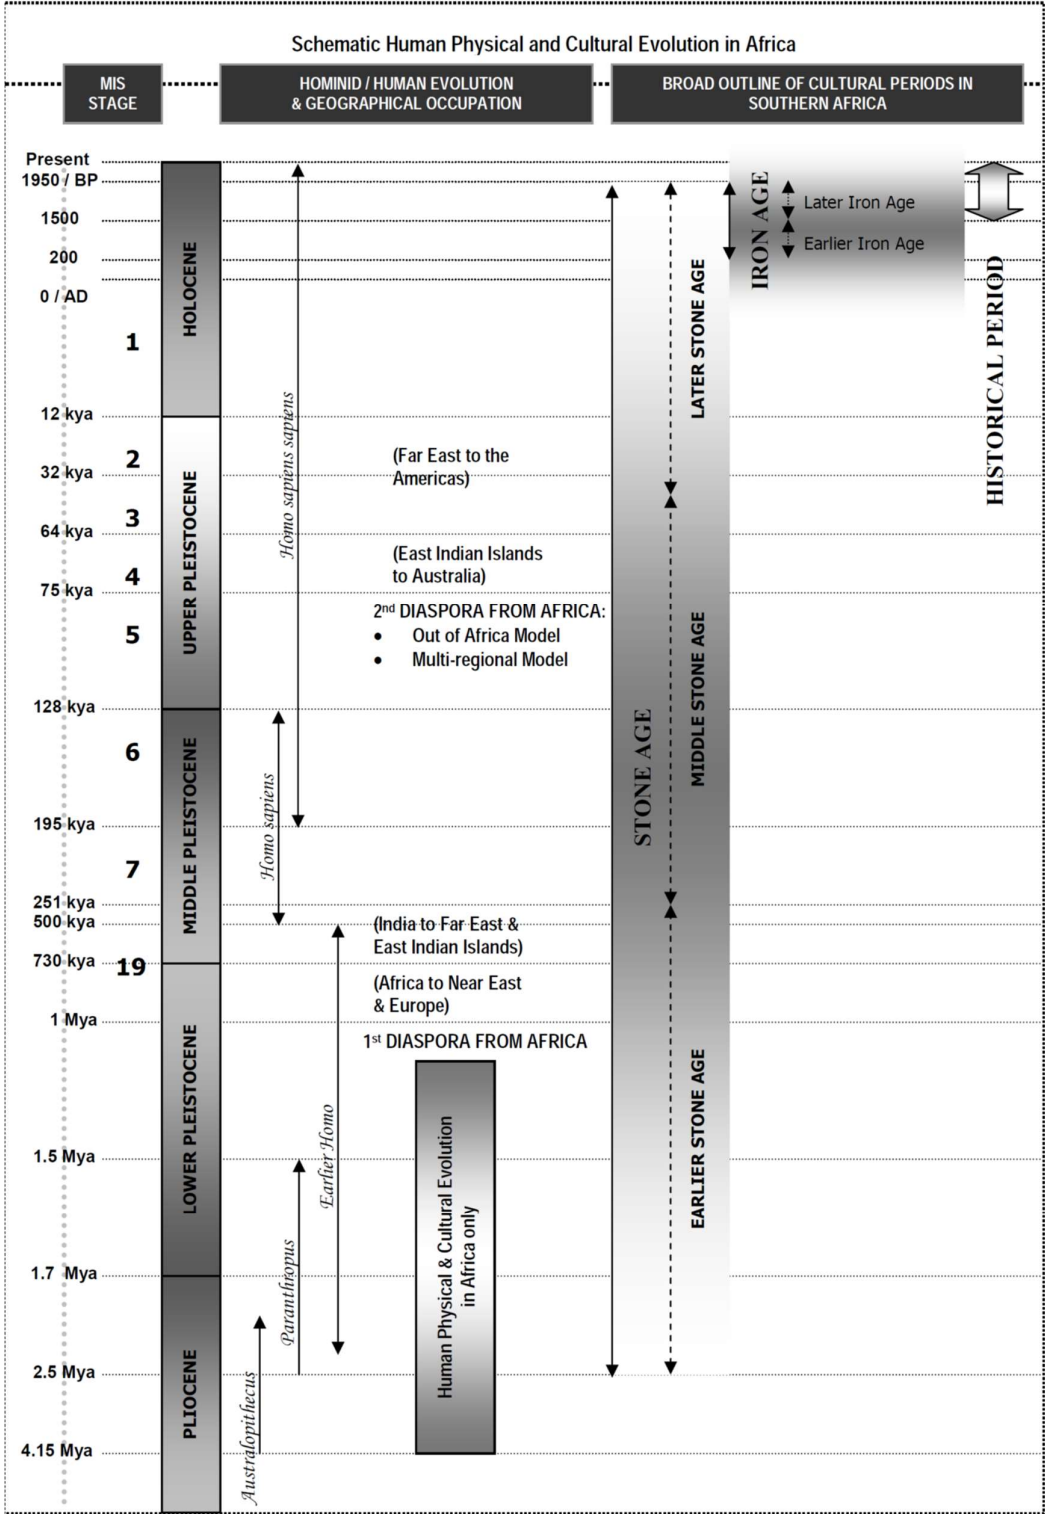 Schematic Human Physical and Cultural Evolution in Africa
MIS
STAGE
HOMINID / HUMAN EVOLUTION
& GEOGRAPHICAL OCCUPATION
BROAD OUTLINE OF CULTURAL PERIODS IN
SOUTHERN AFRICA
Present
1950 / BP
1500
200
0 / AD
12 kya
32 kya
64 kya
75 kya
128 kya
195 kya
251 kya
500 kya
730 kya
1 Mya
1.5 Mya
1.7 Mya
2.5 Mya
4.15 Mya
1
2
3
4
5
6
7
19
HOLOCENE
UPPER PLEISTOCENE
MIDDLE PLEISTOCENE
LOWER PLEISTOCENE
PLIOCENE
Homo sapiens sapiens
Homo sapiens
Earlier Homo
Paranthropus
Australopithecus
(Far East to the
Americas)
(East Indian Islands
to Australia)
2nd DIASPORA FROM AFRICA:
• Out of Africa Model
• Multi-regional Model
(India to Far East &
East Indian Islands)
(Africa to Near East
& Europe)
1st DIASPORA FROM AFRICA
Human Physical & Cultural Evolution
in Africa only
STONE AGE
LATER STONE AGE
MIDDLE STONE AGE
EARLIER STONE AGE
IRON AGE
Later Iron Age
Earlier Iron Age
HISTORICAL PERIOD